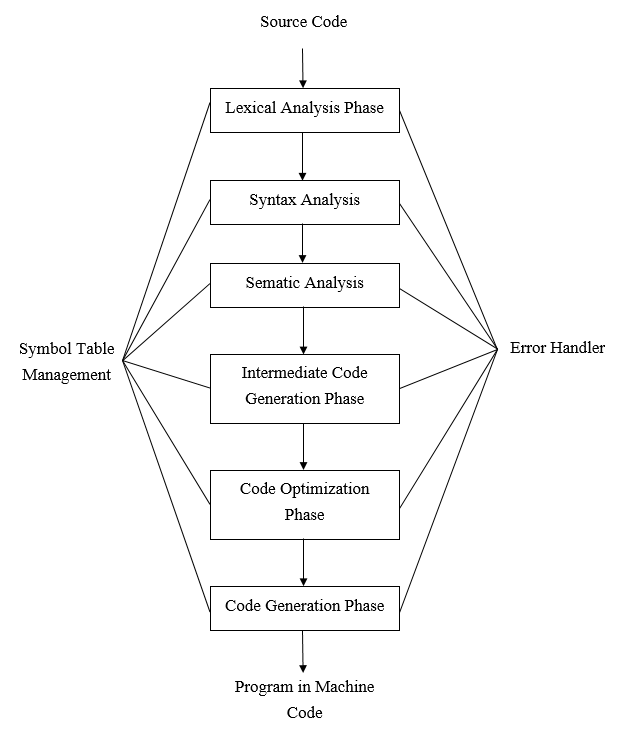 Source Code
Lexical Analysis Phase
Syntax Analysis
Sematic Analysis
Symbol Table
Management
Error Handler
Intermediate Code
Generation Phase
Code Optimization
Phase
Code Generation Phase
Program in Machine
Code